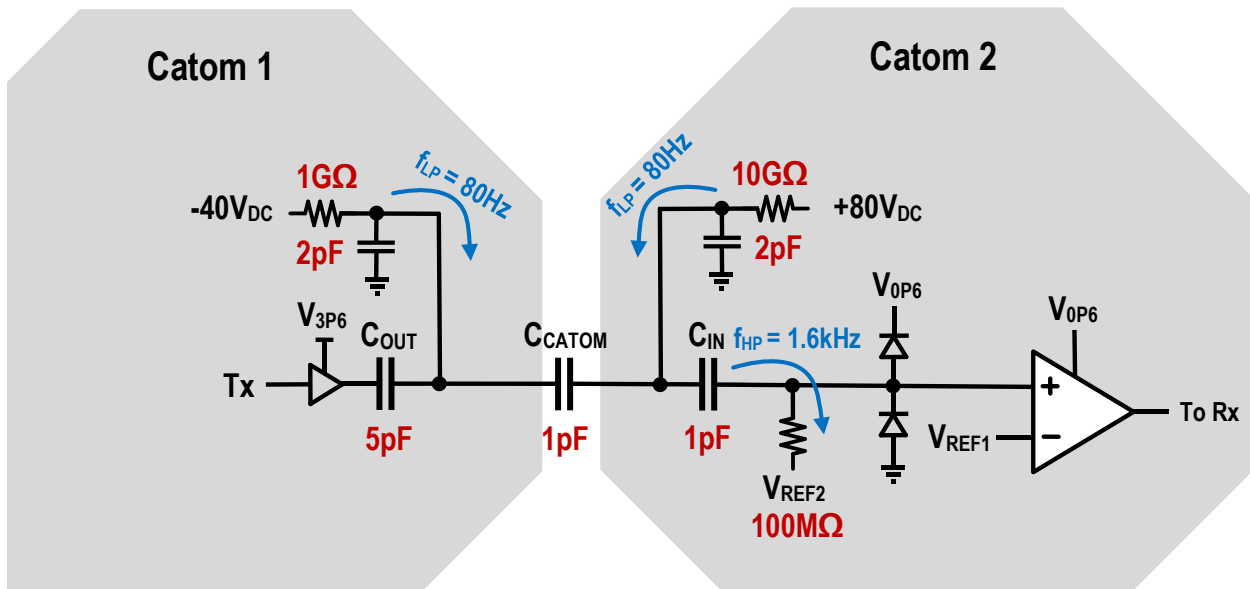 Catom 1
Catom 2
fLP = 80Hz
fLP = 80Hz
1GΩ
10GΩ
-40VDC
+80VDC
2pF
2pF
V3P6
V0P6
V0P6
COUT
CCATOM
CIN
fHP = 1.6kHz
Tx
+
To Rx
5pF
1pF
1pF
VREF1
−
VREF2
100MΩ